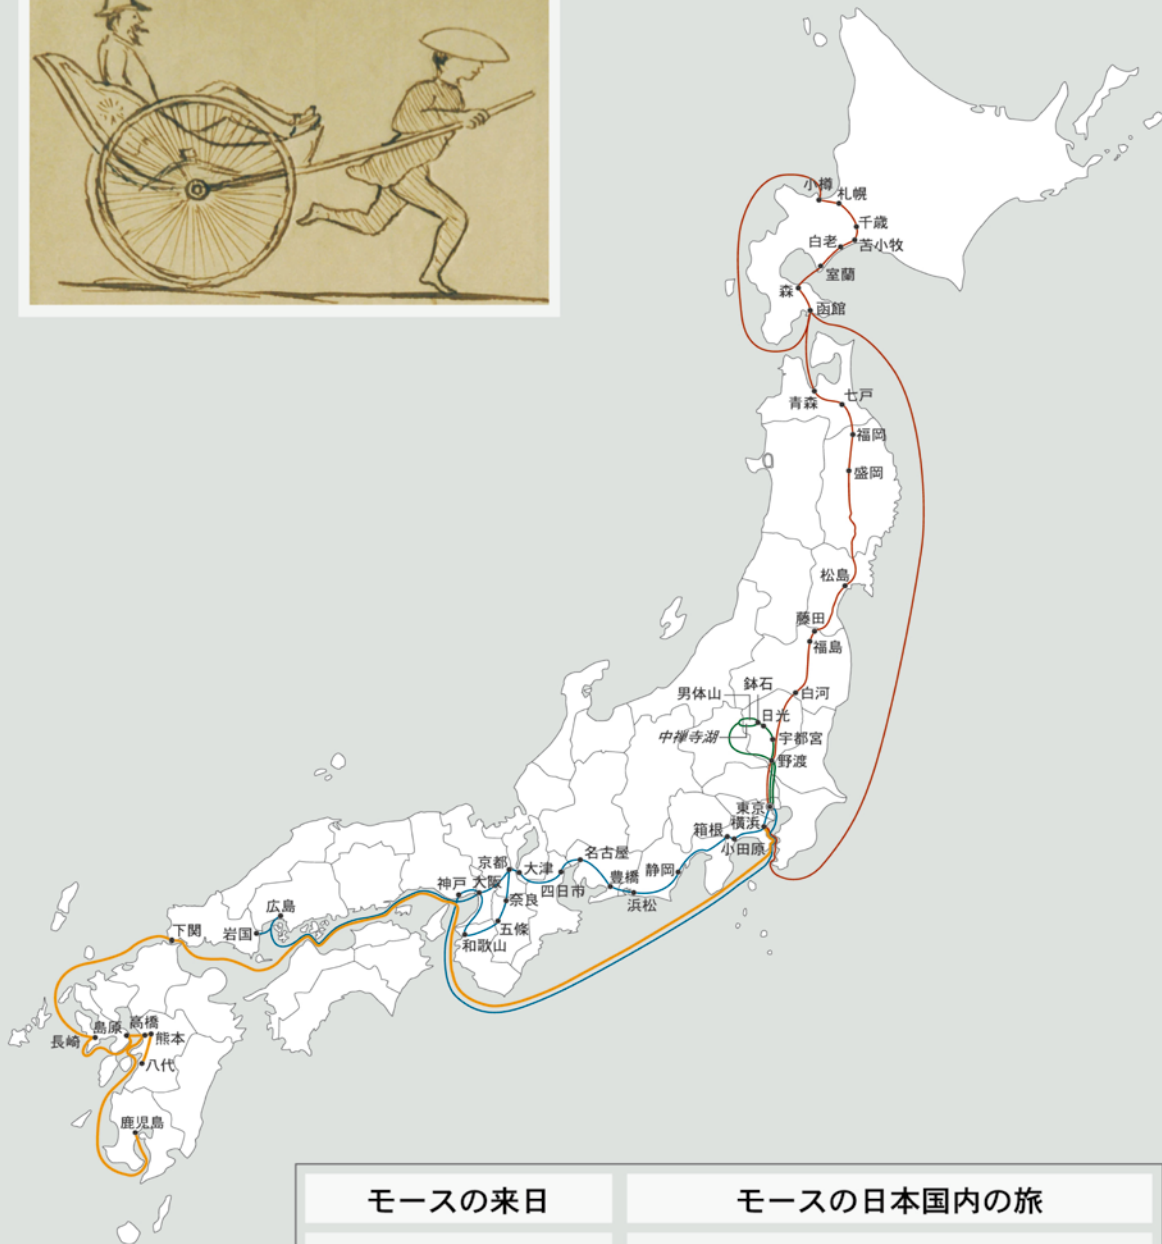 小樽
札幌
千歳
白老
苫小牧
室蘭
森
函館
青森
七戸
福岡
盛岡
松島
藤田
福島
鉢石
男体山
白河
日光
中禅寺湖
宇都宮
野渡
東京
横浜
箱根
小田原
名古屋
京都
大津
静岡
神戸
大阪
四日市
豊橋
奈良
浜松
広島
五條
下関
岩国
和歌山
島原
高橋
長崎
熊本
八代
鹿児島
モースの来日
モースの日本国内の旅